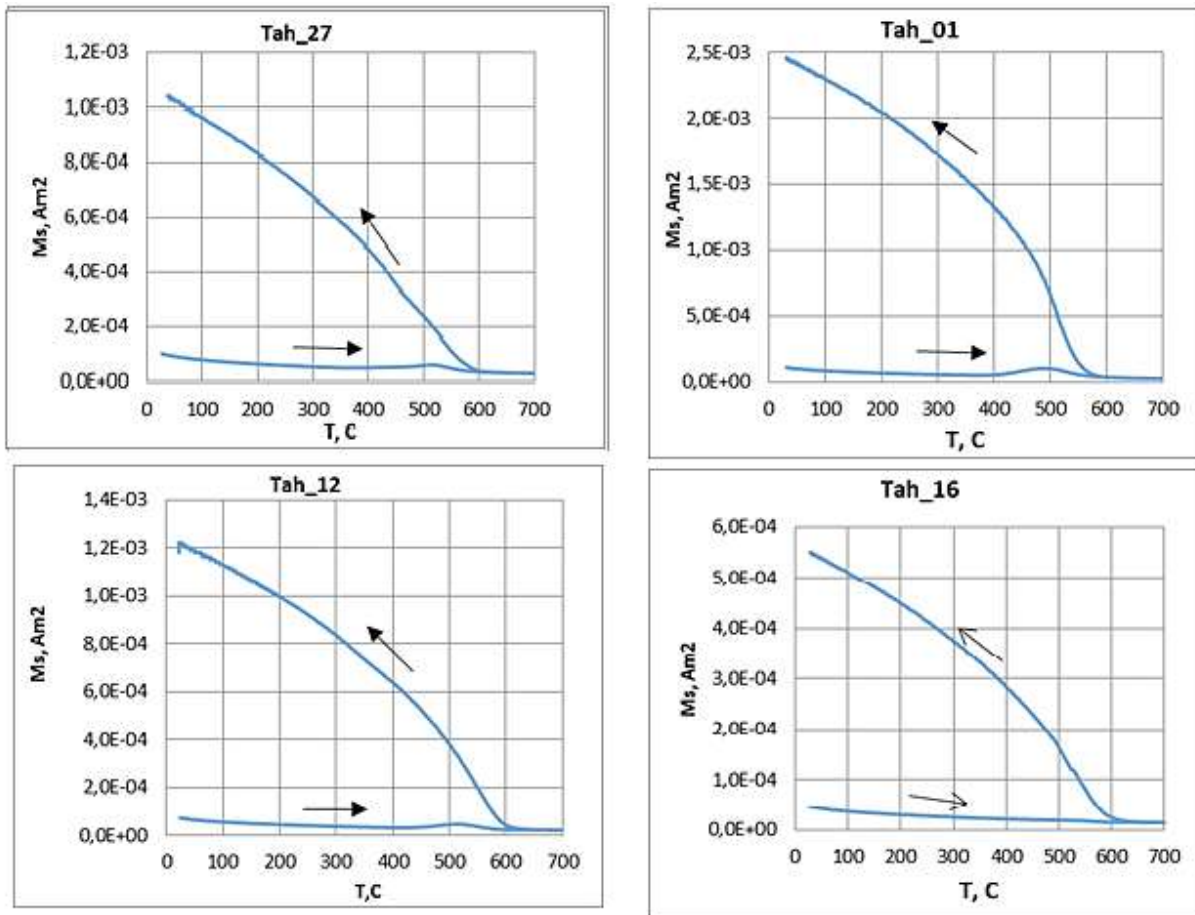 Tah_27
1,2E-03
1,0E-03
8,0E-04
6,0E-04
4,0E-04
2,0E-04
0,0E+00
Ms, Am2
0 100 200 300 400 500 600 700
T, C
Tah_01
2,5E-03
2,0E-03
1,5E-03
1,0E-03
5,0E-04
0,0E+00
Ms, Am2
0 100 200 300 400 500 600 700
T, C
Tah_12
1,4E-03
1,2E-03
1,0E-03
8,0E-04
6,0E-04
4,0E-04
2,0E-04
0,0E+00
Ms, Am2
0 100 200 300 400 500 600 700
T,C
Tah_16
6,0E-04
5,0E-04
4,0E-04
3,0E-04
2,0E-04
1,0E-04
0,0E+00
Ms, Am2
0 100 200 300 400 500 600 700
T, C